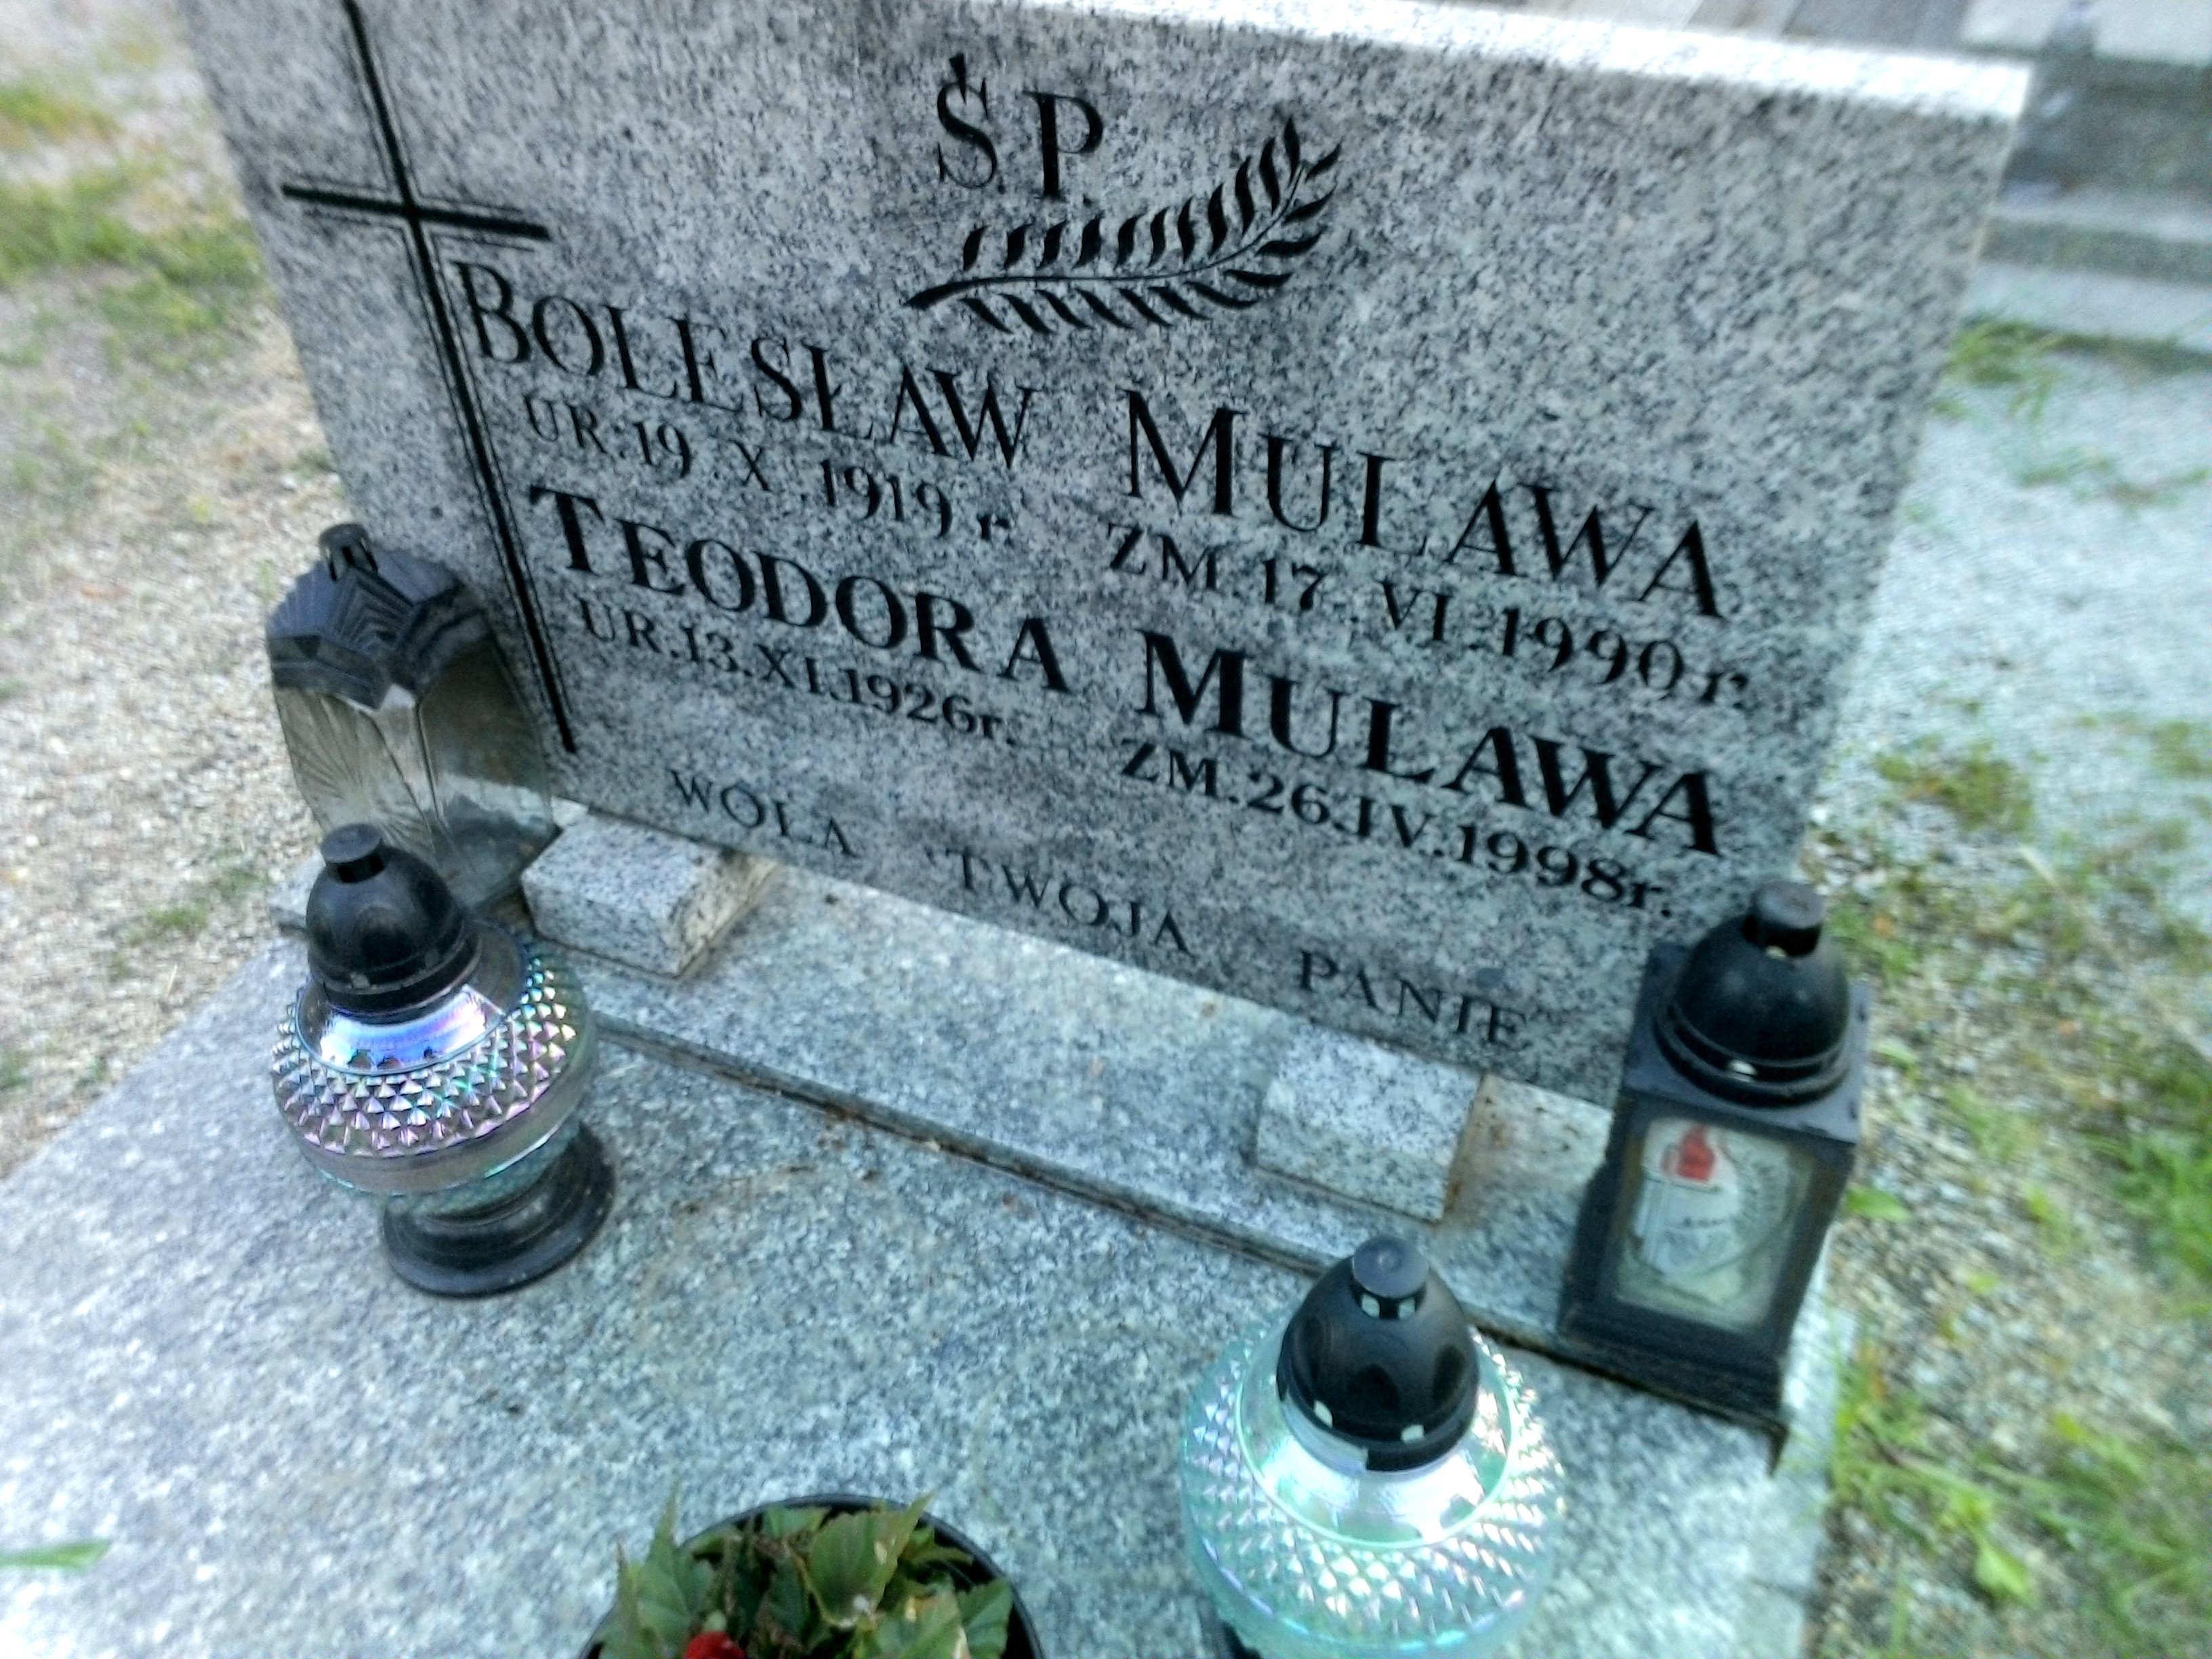 Ś. P.
BOLESŁAW MULAWA
UR. 19. X. 1919 r. ZM. 17. VI. 1990 r.
TEODORA MULAWA
UR. 13. XI. 1926 r. ZM. 26. IV. 1998 r.
WOLA TWOJA PANIE